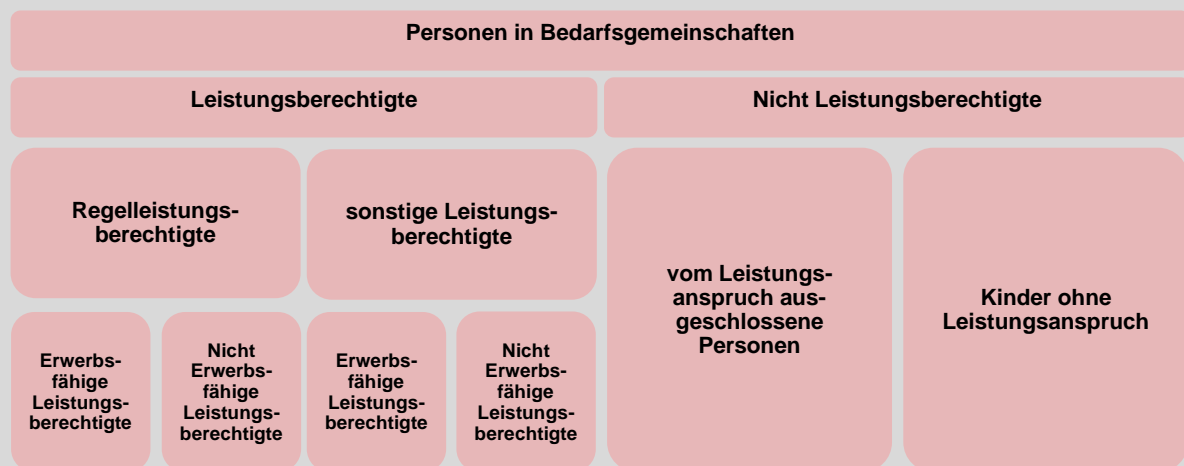 Personen in Bedarfsgemeinschaften
Leistungsberechtigte
Nicht Leistungsberechtigte
Regelleistungs-
berechtigte
sonstige Leistungs-
berechtigte
vom Leistungs-
anspruch aus-
geschlossene
Personen
Kinder ohne
Leistungsanspruch
Erwerbs-
fähige
Leistungs-
berechtigte
Nicht
Erwerbs-
fähige
Leistungs-
berechtigte
Erwerbs-
fähige
Leistungs-
berechtigte
Nicht
Erwerbs-
fähige
Leistungs-
berechtigte